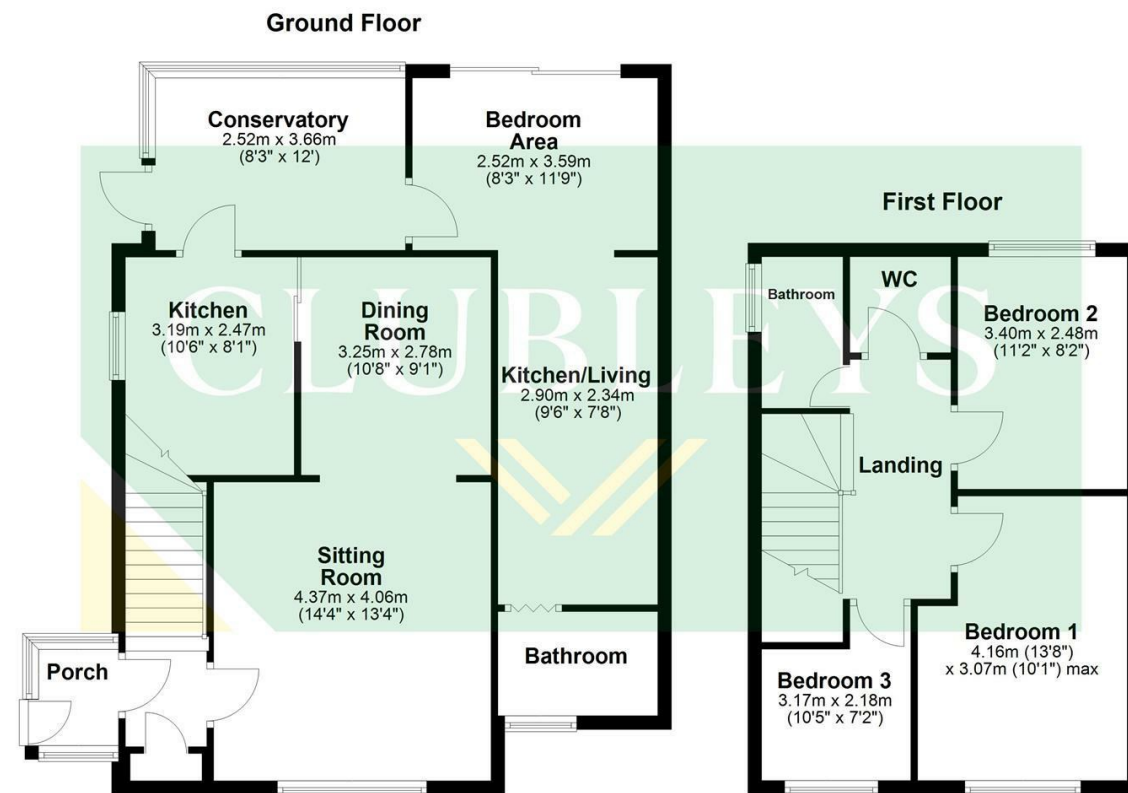 Ground Floor
Conservatory
2.52m x 3.66m
(8'3" x 12')
Bedroom
Area
2.52m x 3.59m
(8'3" x 11'9")
Kitchen
3.19m x 2.47m
(10'6" x 8'1")
Dining
Room
3.25m x 2.78m
(10'8" x 9'1")
Kitchen/Living
2.90m x 2.34m
(9'6" x 7'8")
Sitting
Room
4.37m x 4.06m
(14'4" x 13'4")
Porch
Bathroom
First Floor
Bathroom
WC
Bedroom 2
3.40m x 2.48m
(11'2" x 8'2")
Landing
Bedroom 1
4.16m (13'8")
x 3.07m (10'1") max
Bedroom 3
3.17m x 2.18m
(10'5" x 7'2")
CLUBLEYS